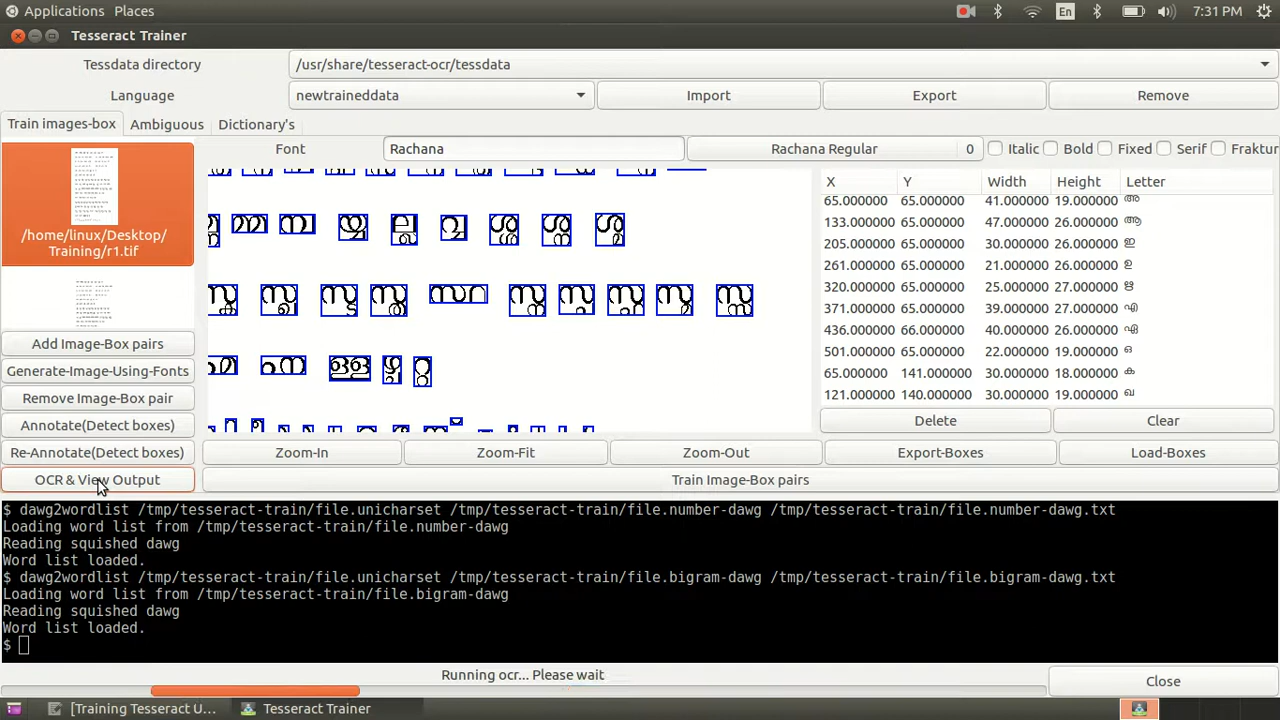 Applications Places En 7:31 PM
Tesseract Trainer
Tessdata directory /usr/share/tesseract-ocr/tessdata
Language newtraineddata Import Export Remove
Train images-box Ambiguous Dictionary's
Font Rachana Rachana Regular 0 Italic Bold Fixed Serif Fraktur
X Y Width Height Letter
65.000000 65.000000 41.000000 19.000000 അ
133.000000 65.000000 47.000000 26.000000 ആ
205.000000 65.000000 30.000000 26.000000 ഇ
261.000000 65.000000 21.000000 26.000000 ഉ
320.000000 65.000000 25.000000 27.000000 ഋ
371.000000 65.000000 39.000000 27.000000 എ
436.000000 66.000000 40.000000 26.000000 ഏ
501.000000 65.000000 22.000000 19.000000 ഒ
65.000000 141.000000 30.000000 18.000000 ക
121.000000 140.000000 30.000000 19.000000 ഖ
/home/linux/Desktop/
Training/r1.tif
Add Image-Box pairs
Generate-Image-Using-Fonts
Remove Image-Box pair
Annotate(Detect boxes) Delete Clear
Re-Annotate(Detect boxes) Zoom-In Zoom-Fit Zoom-Out Export-Boxes Load-Boxes
OCR & View Output Train Image-Box pairs
$ dawg2wordlist /tmp/tesseract-train/file.unicharset /tmp/tesseract-train/file.number-dawg /tmp/tesseract-train/file.number-dawg.txt
Loading word list from /tmp/tesseract-train/file.number-dawg
Reading squished dawg
Word list loaded.
$ dawg2wordlist /tmp/tesseract-train/file.unicharset /tmp/tesseract-train/file.bigram-dawg /tmp/tesseract-train/file.bigram-dawg.txt
Loading word list from /tmp/tesseract-train/file.bigram-dawg
Reading squished dawg
Word list loaded.
$
Running ocr... Please wait Close
[Training Tesseract U... Tesseract Trainer